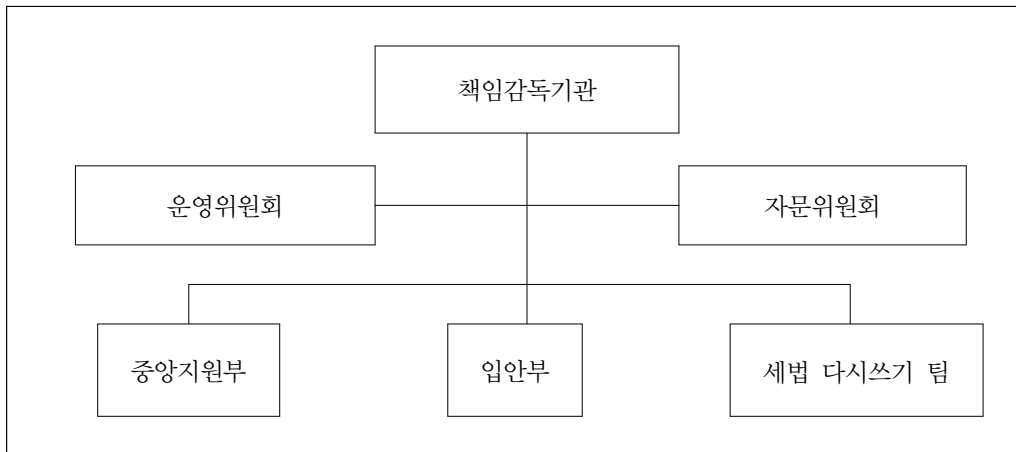 책임감독기관
운영위원회
자문위원회
중앙지원부
입안부
세법 다시쓰기 팀